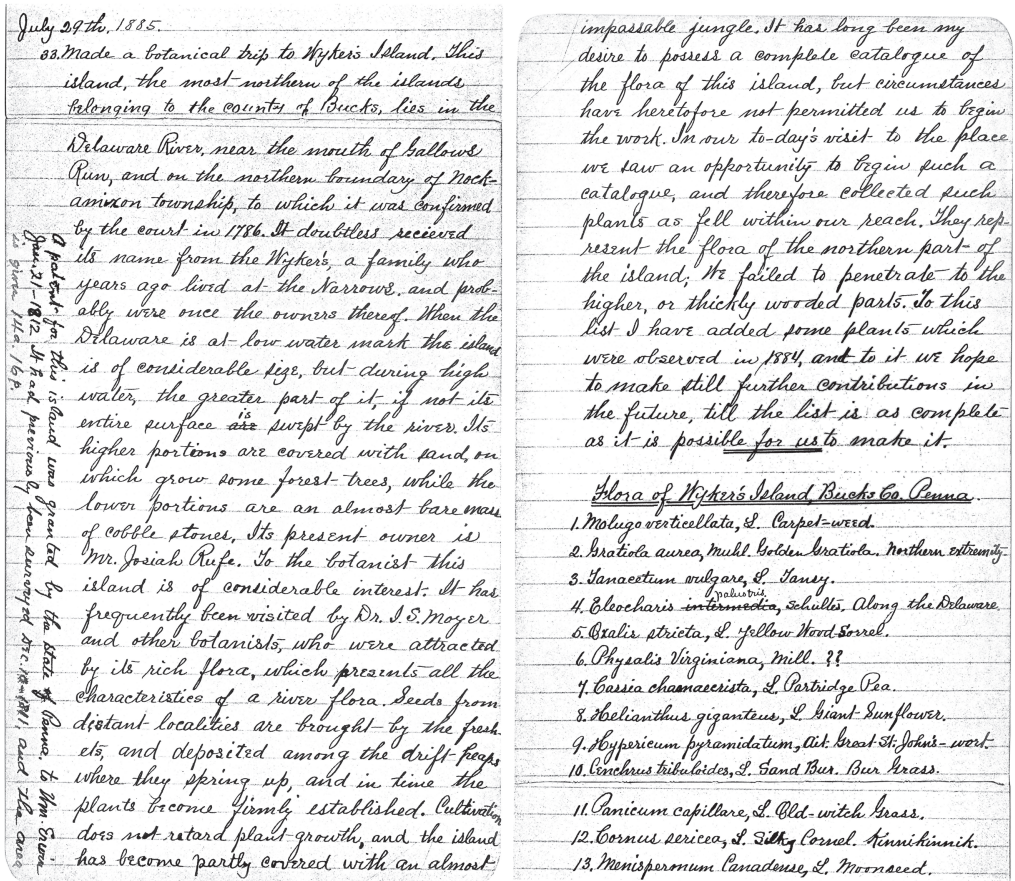 July 29th, 1885.
33. Made a botanical trip to Wyker's Island. This
island, the most northern of the islands
belonging to the county of Bucks, lies in the
Delaware River, near the mouth of Gallows
Run, and on the northern boundary of Nock-
amixon township, to which it was confirmed
by the court in 1786. It doubtless recieved
its name from the Wyker's, a family who
years ago lived at the Narrows, and prob-
ably were once the owners thereof. When the
Delaware is at low water mark the island
is of considerable size, but during high
water, the greater part of it, if not its
entire surface are is swept by the river. Its
higher portions are covered with sand, on
which grow some forest trees, while the
lower portions are an almost bare mass
of cobble stones. Its present owner is
Mr. Josiah Rufe. To the botanist this
island is of considerable interest. It has
frequently been visited by Dr. I. S. Moyer
and other botanists, who were attracted
by its rich flora, which presents all the
characteristics of a river flora. Seeds from
distant localities are brought by the fresh-
ets, and deposited among the drift-heaps
where they spring up, and in time the
plants become firmly established. Cultivation
does not retard plant growth, and the island
has become partly covered with an almost
A patent for this island was granted by the State of Penna. to Wm. Erwin
Jan. 21-1812. It had previously been surveyed Dec. 1811, and the area
is given 14a. 16p.
impassable jungle. It has long been my
desire to possess a complete catalogue of
the flora of this island, but circumstances
have heretofore not permitted us to begin
the work. In our to-day's visit to the place
we saw an opportunity to begin such a
catalogue, and therefore collected such
plants as fell within our reach. They rep-
resent the flora of the northern part of
the island; We failed to penetrate to the
higher, or thickly wooded parts. To this
list I have added some plants which
were observed in 1884, and to it we hope
to make still further contributions in
the future, till the list is as complete
as it is possible for us to make it.
Flora of Wyker's Island, Bucks Co. Penna.
1. Molugo verticellata, L. Carpet-weed.
2. Gratiola aurea, Muhl. Golden Gratiola. Northern extremity
3. Tanacetum vulgare, L. Tansy.
4. Eleocharis intermedia palustris, Schultes. Along the Delaware.
5. Oxalis stricta, L. Yellow Wood-Sorrel.
6. Physalis Virginiana, Mill. ??
7. Cassia chamaecrista, L. Partridge Pea.
8. Helianthus giganteus, L. Giant Sunflower.
9. Hypericum pyramidatum, Ait. Great St. John's-wort.
10. Cenchrus tribuloides, L. Sand Bur. Bur Grass.
11. Panicum capillare, L. Old-witch Grass.
12. Cornus sericea, L. Silky Cornel. Kinnikinnik.
13. Menispermum Canadense, L. Moonseed.